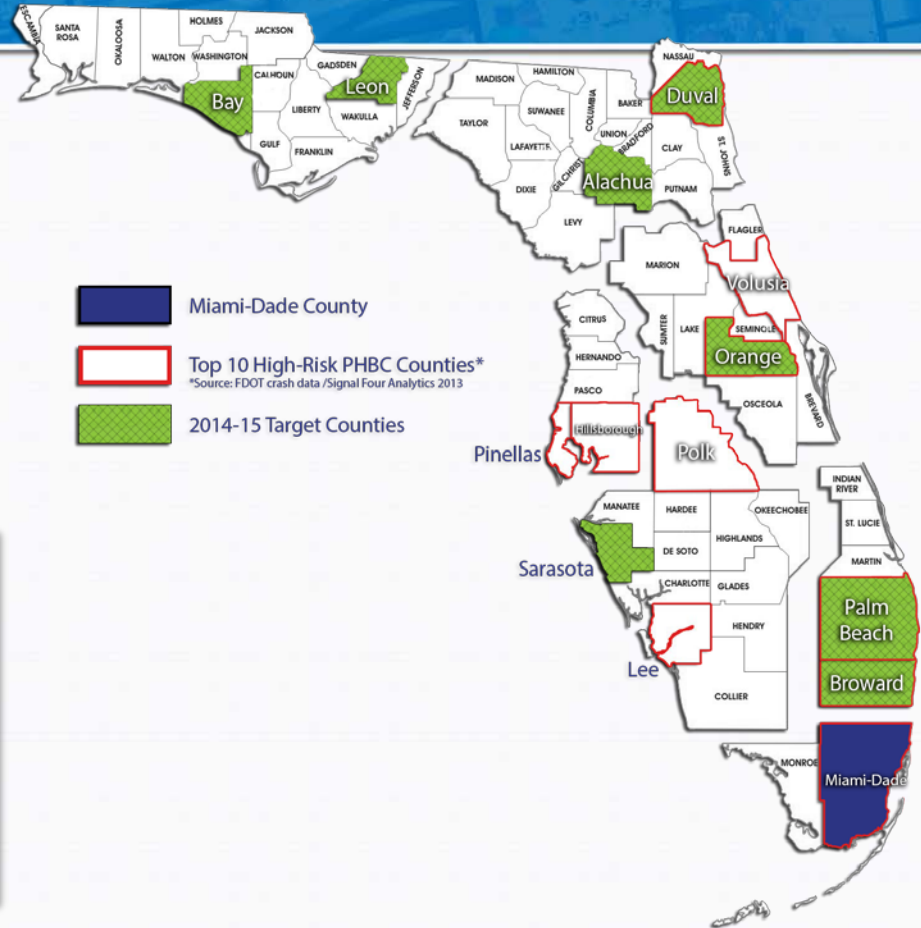 ESCAMBIA
SANTA
ROSA
OKALOOSA
HOLMES
WALTON
WASHINGTON
JACKSON
Bay
CALHOUN
GADSDEN
Leon
JEFFERSON
LIBERTY
WAKULLA
GULF
FRANKLIN
MADISON
HAMILTON
TAYLOR
SUWANEE
COLUMBIA
BAKER
NASSAU
Duval
LAFAYETTE
UNION
BRADFORD
CLAY
ST. JOHNS
DIXIE
GILCHRIST
Alachua
PUTNAM
LEVY
FLAGLER
MARION
Volusia
CITRUS
SUMTER
LAKE
SEMINOLE
Orange
HERNANDO
PASCO
OSCEOLA
BREVARD
Pinellas
Hillsborough
Polk
INDIAN
RIVER
MANATEE
HARDEE
OKEECHOBEE
ST. LUCIE
HIGHLANDS
Sarasota
DE SOTO
MARTIN
CHARLOTTE
GLADES
Palm
Beach
Lee
HENDRY
Broward
COLLIER
MONROE
Miami-Dade
Miami-Dade County
Top 10 High-Risk PHBC Counties*
*Source: FDOT crash data /Signal Four Analytics 2013
2014-15 Target Counties